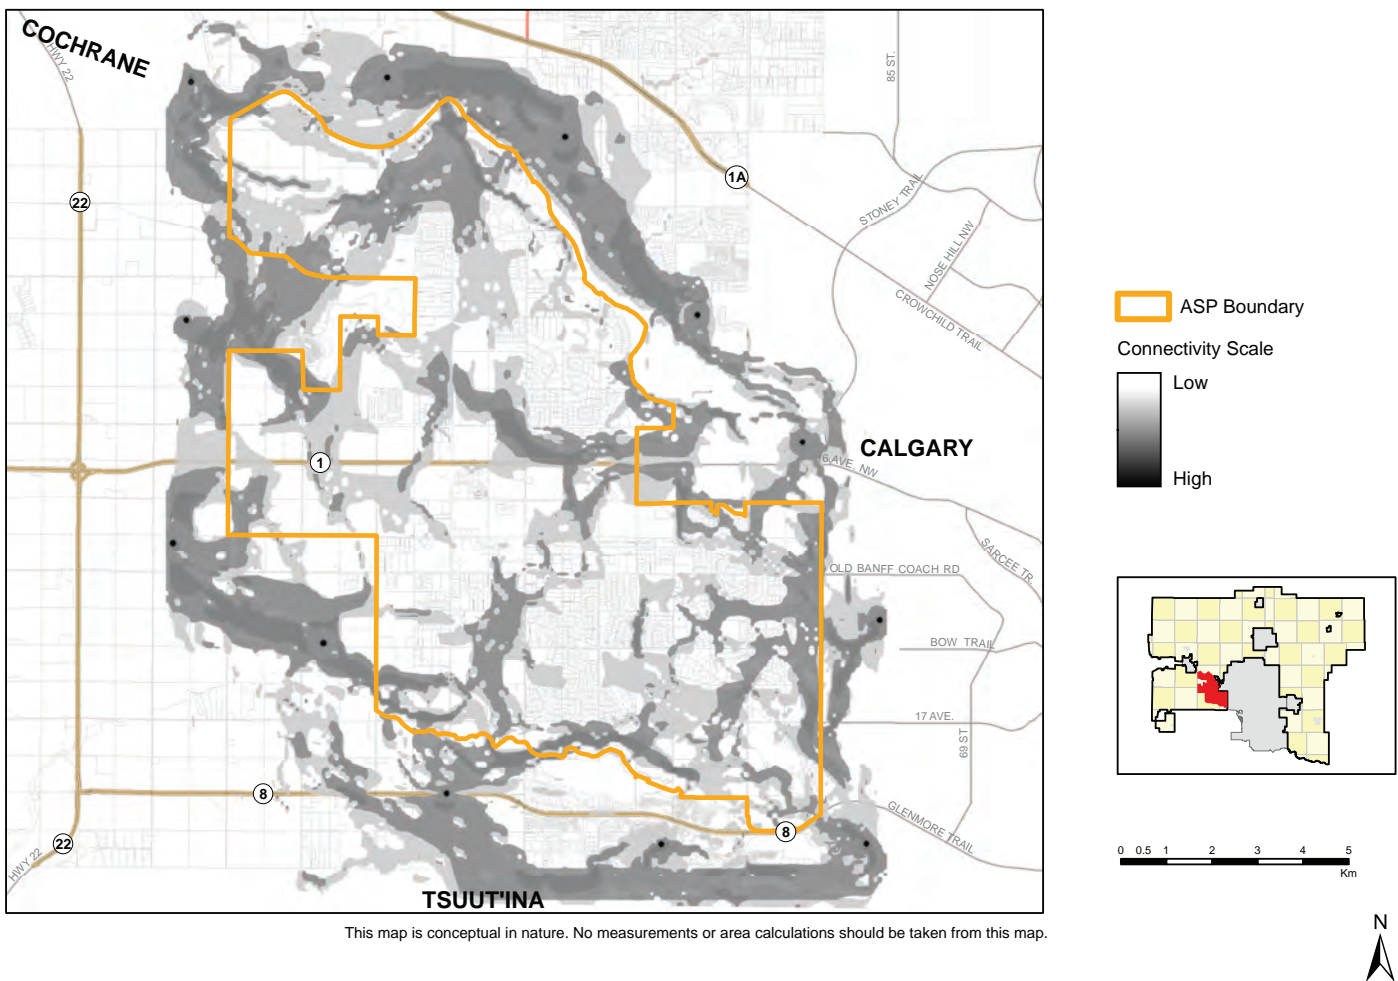 COCHRANE
HWY 22
85 ST.
1A
22
STONEY TRAIL
NOSE HILL NW
CROWCHILD TRAIL
ASP Boundary
Connectivity Scale
Low
High
CALGARY
1
6 AVE. NW
SARCEE TR.
OLD BANFF COACH RD
BOW TRAIL
17 AVE.
69 ST.
8
8
GLENMORE TRAIL
22
HWY 22
TSUUT'INA
0 0.5 1 2 3 4 5
Km
N
This map is conceptual in nature. No measurements or area calculations should be taken from this map.